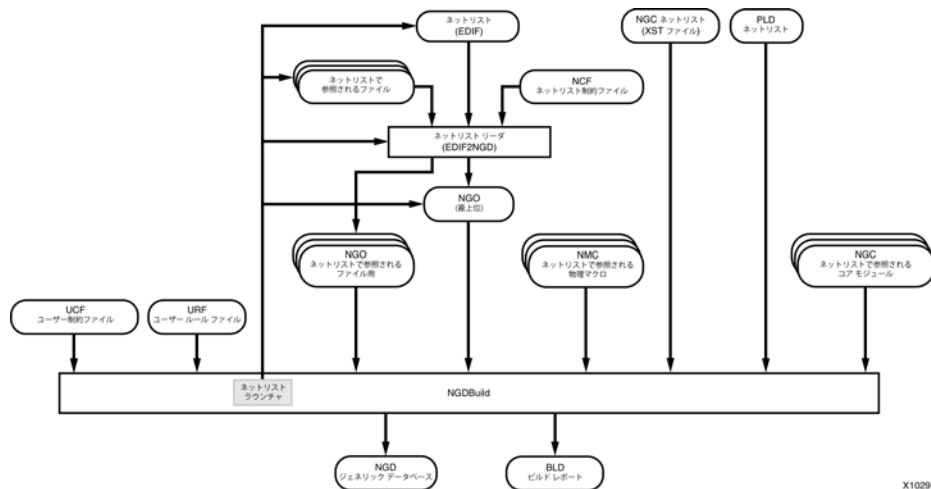 ネットリスト
(EDIF)
NGC ネットリスト
(XST ファイル)
PLD
ネットリスト
ネットリストで
参照されるファイル
NCF
ネットリスト制約ファイル
ネットリスト リーダ
(EDIF2NGD)
NGO
(最上位)
NGO
ネットリストで参照される
ファイル用
NMC
ネットリストで参照される
物理マクロ
NGC
ネットリストで参照される
コア モジュール
UCF
ユーザー制約ファイル
URF
ユーザー ルール ファイル
ネットリスト
ラウンチャ
NGDBuild
NGD
ジェネリック データベース
BLD
ビルド レポート
X10291